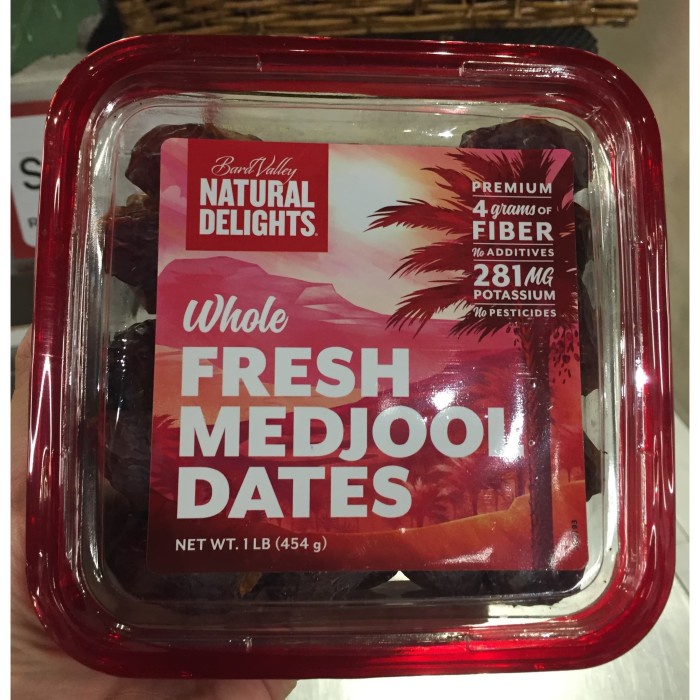 Bard Valley
NATURAL
DELIGHTS
PREMIUM
4 grams OF
FIBER
No ADDITIVES
281 MG
POTASSIUM
No PESTICIDES
Whole
FRESH
MEDJOOL
DATES
NET WT. 1 LB (454 g)